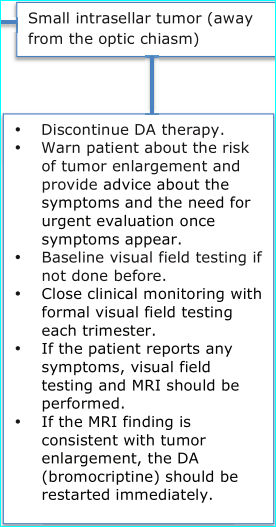 Small intrasellar tumor (away
from the optic chiasm)
• Discontinue DA therapy.
• Warn patient about the risk
of tumor enlargement and
provide advice about the
symptoms and the need for
urgent evaluation once
symptoms appear.
• Baseline visual field testing if
not done before.
• Close clinical monitoring with
formal visual field testing
each trimester.
• If the patient reports any
symptoms, visual field
testing and MRI should be
performed.
• If the MRI finding is
consistent with tumor
enlargement, the DA
(bromocriptine) should be
restarted immediately.